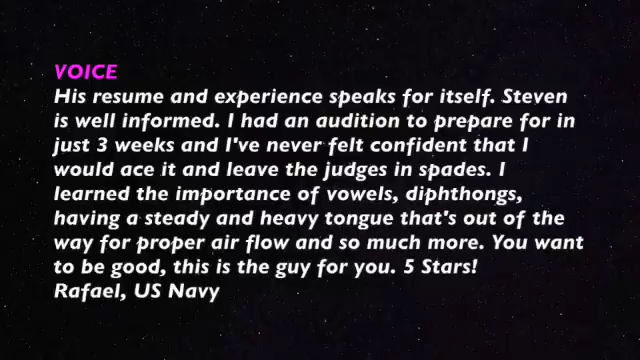 VOICE
His resume and experience speaks for itself. Steven
is well informed. I had an audition to prepare for in
just 3 weeks and I've never felt confident that I
would ace it and leave the judges in spades. I
learned the importance of vowels, diphthongs,
having a steady and heavy tongue that's out of the
way for proper air flow and so much more. You want
to be good, this is the guy for you. 5 Stars!
Rafael, US Navy